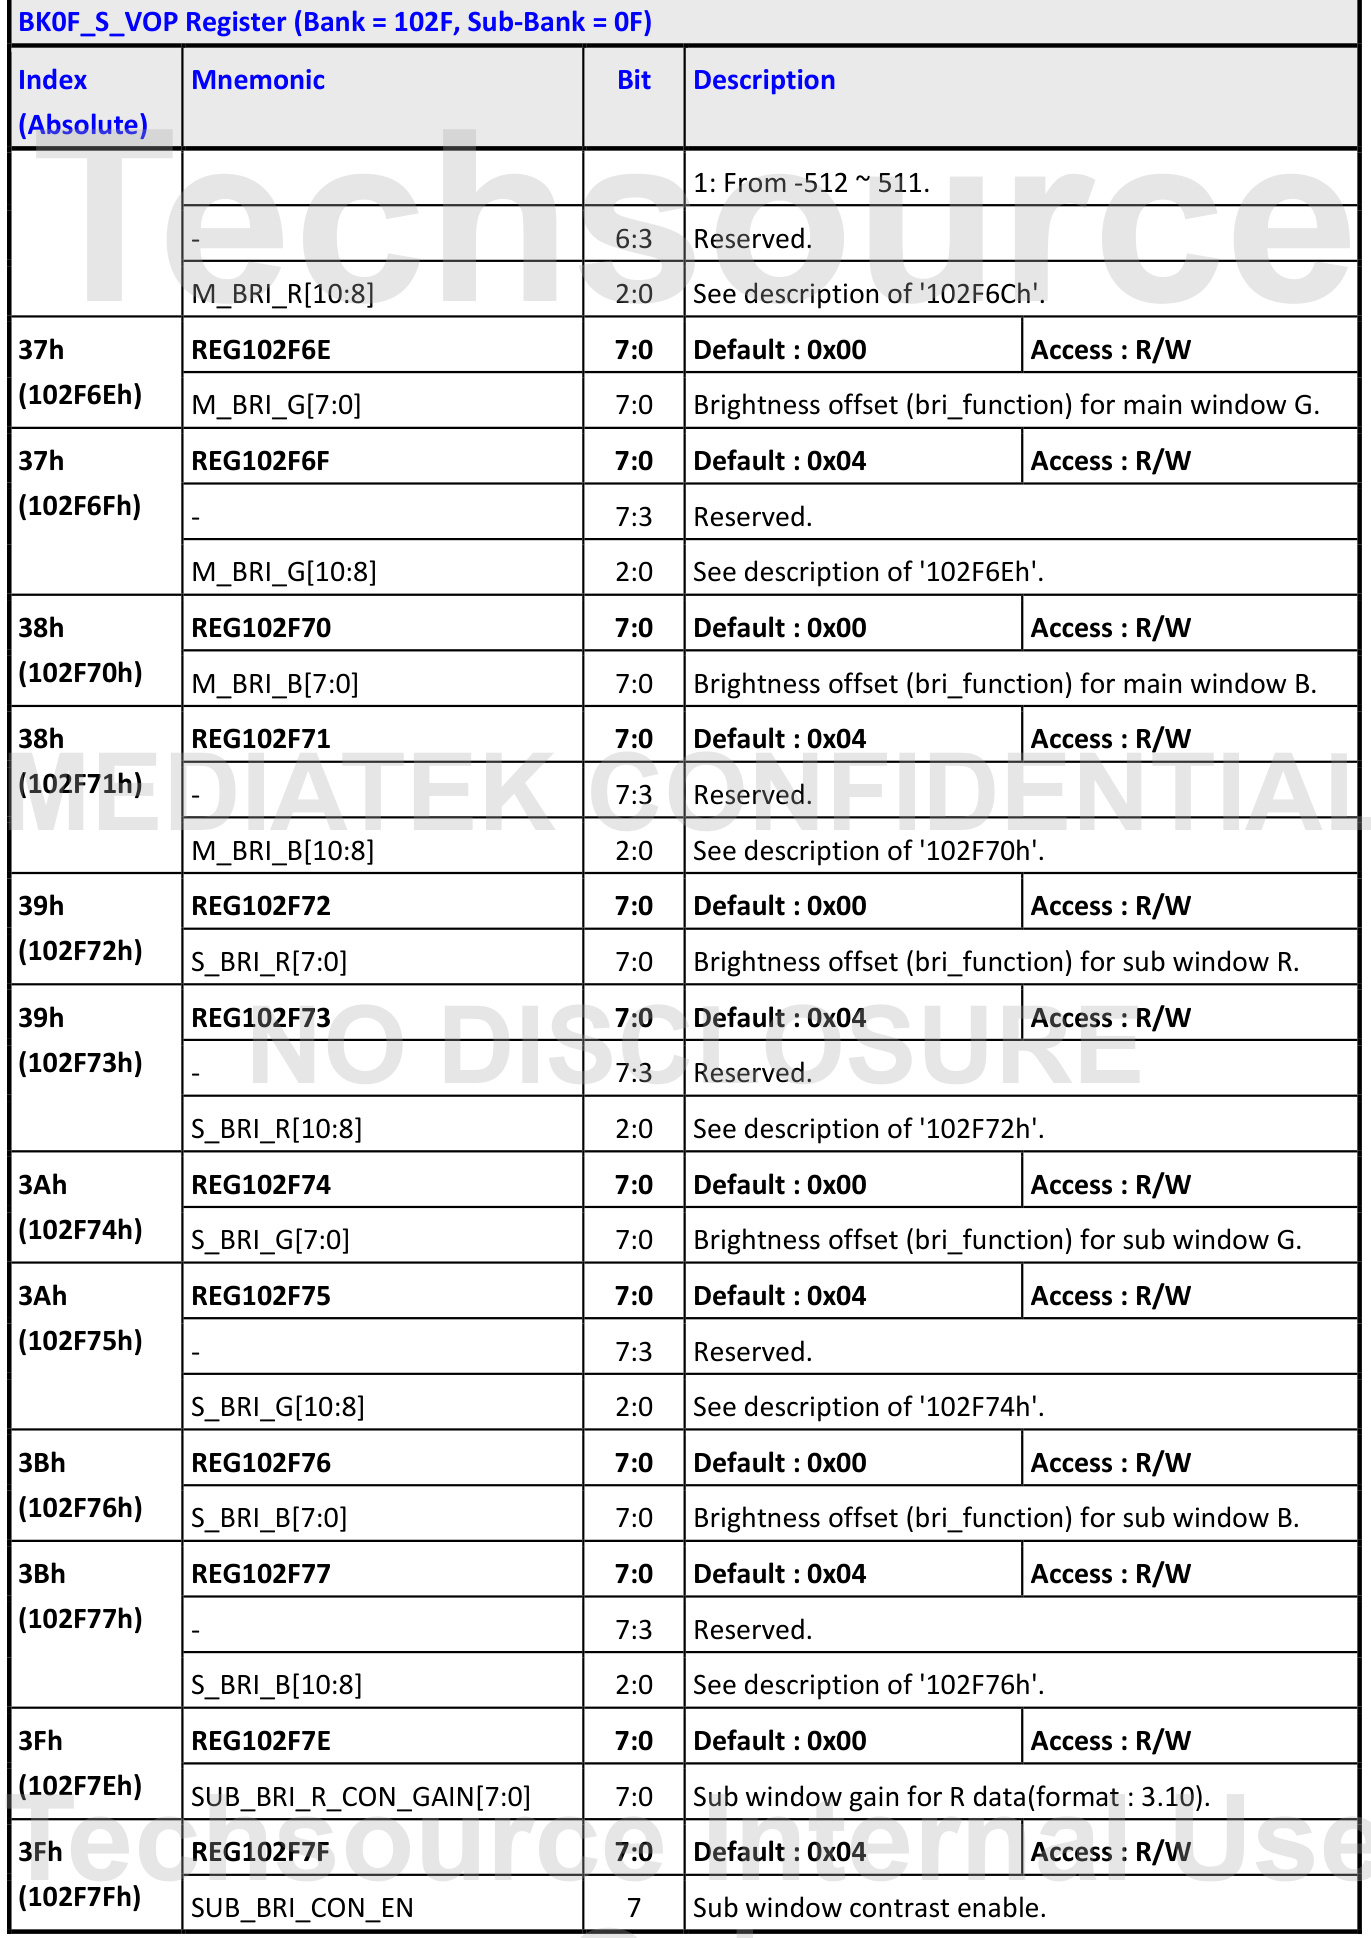 BK0F_S_VOP Register (Bank = 102F, Sub-Bank = 0F)
Index (Absolute) Mnemonic Bit Description
1: From -512 ~ 511.
- 6:3 Reserved.
M_BRI_R[10:8] 2:0 See description of '102F6Ch'.
37h (102F6Eh) REG102F6E 7:0 Default : 0x00 Access : R/W
M_BRI_G[7:0] 7:0 Brightness offset (bri_function) for main window G.
37h (102F6Fh) REG102F6F 7:0 Default : 0x04 Access : R/W
- 7:3 Reserved.
M_BRI_G[10:8] 2:0 See description of '102F6Eh'.
38h (102F70h) REG102F70 7:0 Default : 0x00 Access : R/W
M_BRI_B[7:0] 7:0 Brightness offset (bri_function) for main window B.
38h (102F71h) REG102F71 7:0 Default : 0x04 Access : R/W
- 7:3 Reserved.
M_BRI_B[10:8] 2:0 See description of '102F70h'.
39h (102F72h) REG102F72 7:0 Default : 0x00 Access : R/W
S_BRI_R[7:0] 7:0 Brightness offset (bri_function) for sub window R.
39h (102F73h) REG102F73 7:0 Default : 0x04 Access : R/W
- 7:3 Reserved.
S_BRI_R[10:8] 2:0 See description of '102F72h'.
3Ah (102F74h) REG102F74 7:0 Default : 0x00 Access : R/W
S_BRI_G[7:0] 7:0 Brightness offset (bri_function) for sub window G.
3Ah (102F75h) REG102F75 7:0 Default : 0x04 Access : R/W
- 7:3 Reserved.
S_BRI_G[10:8] 2:0 See description of '102F74h'.
3Bh (102F76h) REG102F76 7:0 Default : 0x00 Access : R/W
S_BRI_B[7:0] 7:0 Brightness offset (bri_function) for sub window B.
3Bh (102F77h) REG102F77 7:0 Default : 0x04 Access : R/W
- 7:3 Reserved.
S_BRI_B[10:8] 2:0 See description of '102F76h'.
3Fh (102F7Eh) REG102F7E 7:0 Default : 0x00 Access : R/W
SUB_BRI_R_CON_GAIN[7:0] 7:0 Sub window gain for R data(format : 3.10).
3Fh (102F7Fh) REG102F7F 7:0 Default : 0x04 Access : R/W
SUB_BRI_CON_EN 7 Sub window contrast enable.
Techsource
MEDIATEK CONFIDENTIAL
NO DISCLOSURE
Techsource Internal Use